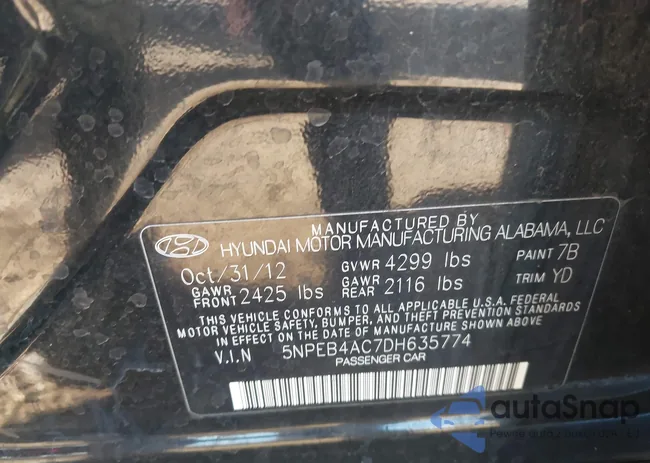 MANUFACTURED BY
HYUNDAI MOTOR MANUFACTURING ALABAMA, LLC
Oct/31/12 GVWR 4299 lbs PAINT 7B
GAWR FRONT 2425 lbs GAWR REAR 2116 lbs TRIM YD
THIS VEHICLE CONFORMS TO ALL APPLICABLE U.S.A. FEDERAL
MOTOR VEHICLE SAFETY, BUMPER, AND THEFT PREVENTION STANDARDS
IN EFFECT ON THE DATE OF MANUFACTURE SHOWN ABOVE.
V.I.N 5NPEB4AC7DH635774
PASSENGER CAR
autaSnap